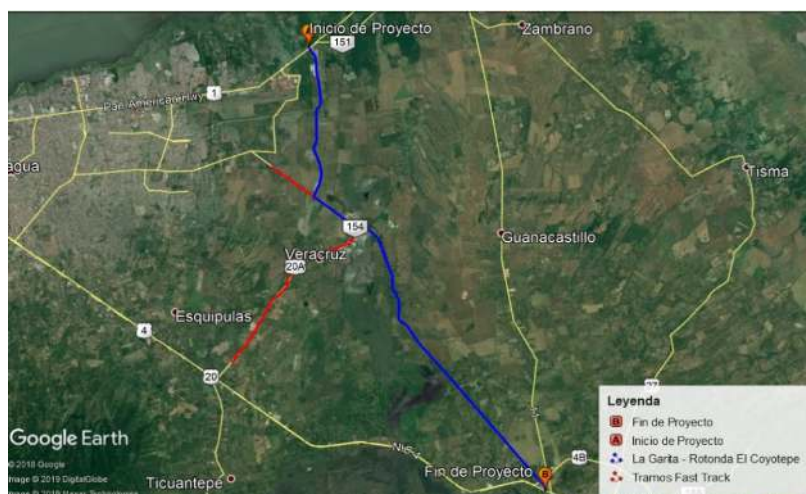 Inicio de Proyecto
151
Zambrano
Pan American Hwy
1
agua
Tisma
154
Guanacastillo
Veracruz
20A
Esquipulas
4
20
Leyenda
Fin de Proyecto
Inicio de Proyecto
La Garita - Rotonda El Coyotepe
Tramos Fast Track
Google Earth
© 2018 Google
Image © 2019 DigitalGlobe
Ticuantepe
Fin de Proyecto
B
4B